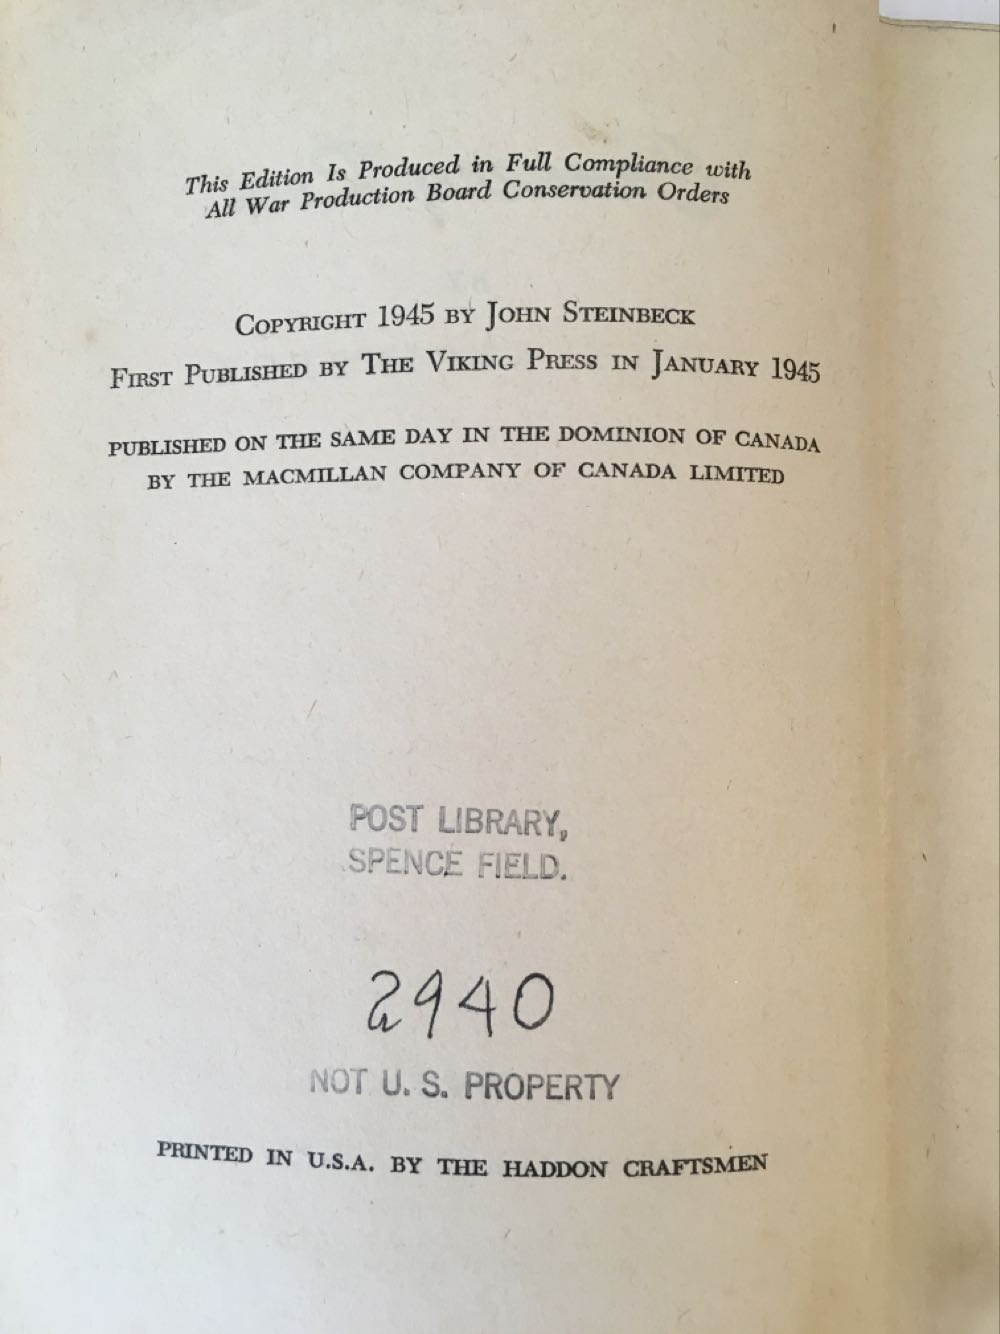 This Edition Is Produced in Full Compliance with
All War Production Board Conservation Orders
COPYRIGHT 1945 BY JOHN STEINBECK
FIRST PUBLISHED BY THE VIKING PRESS IN JANUARY 1945
PUBLISHED ON THE SAME DAY IN THE DOMINION OF CANADA
BY THE MACMILLAN COMPANY OF CANADA LIMITED
POST LIBRARY,
SPENCE FIELD.
2940
NOT U. S. PROPERTY
PRINTED IN U.S.A. BY THE HADDON CRAFTSMEN